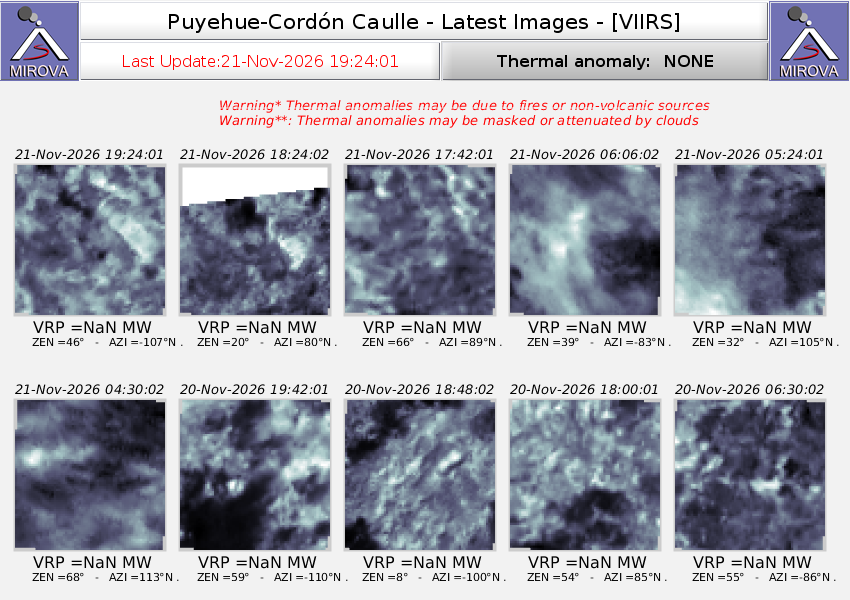 Puyehue-Cordón Caulle - Latest Images - [VIIRS]
MIROVA
MIROVA
Last Update:21-Nov-2026 19:24:01
Thermal anomaly: NONE
Warning* Thermal anomalies may be due to fires or non-volcanic sources
Warning**: Thermal anomalies may be masked or attenuated by clouds
21-Nov-2026 19:24:01 21-Nov-2026 18:24:02 21-Nov-2026 17:42:01 21-Nov-2026 06:06:02 21-Nov-2026 05:24:01
VRP =NaN MW VRP =NaN MW VRP =NaN MW VRP =NaN MW VRP =NaN MW
ZEN =46° - AZI =-107°N . ZEN =20° - AZI =80°N . ZEN =66° - AZI =89°N . ZEN =39° - AZI =-83°N . ZEN =32° - AZI =105°N .
21-Nov-2026 04:30:02 20-Nov-2026 19:42:01 20-Nov-2026 18:48:02 20-Nov-2026 18:00:01 20-Nov-2026 06:30:02
VRP =NaN MW VRP =NaN MW VRP =NaN MW VRP =NaN MW VRP =NaN MW
ZEN =68° - AZI =113°N . ZEN =59° - AZI =-110°N . ZEN =8° - AZI =-100°N . ZEN =54° - AZI =85°N . ZEN =55° - AZI =-86°N .